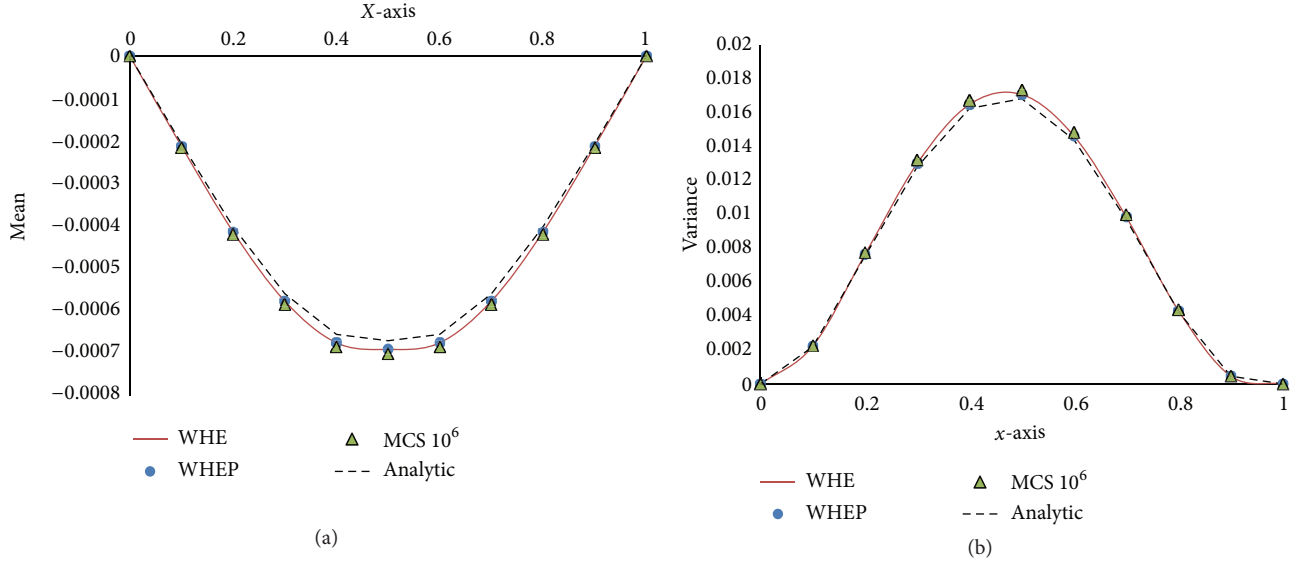 X-axis
0 0.2 0.4 0.6 0.8 1
0
−0.0001
−0.0002
−0.0003
−0.0004
−0.0005
−0.0006
−0.0007
−0.0008
Mean
WHE
WHEP
MCS 10^6
Analytic
(a)
0.02
0.018
0.016
0.014
0.012
0.01
0.008
0.006
0.004
0.002
0
Variance
0 0.2 0.4 0.6 0.8 1
x-axis
WHE
WHEP
MCS 10^6
Analytic
(b)